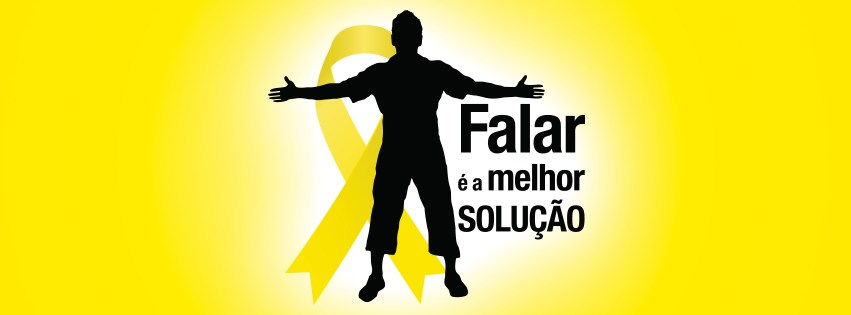 Falar
é a melhor
SOLUÇÃO